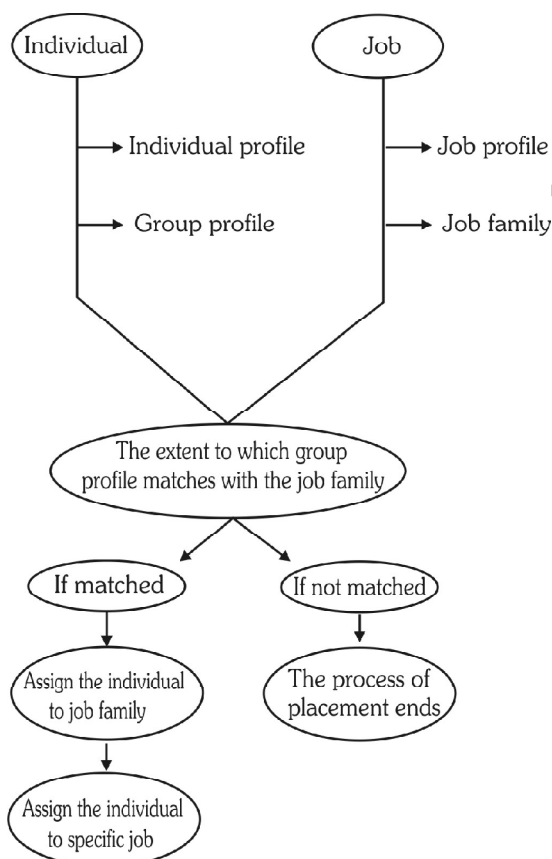 Individual
Job
Individual profile
Job profile
Group profile
Job family
The extent to which group
profile matches with the job family
If matched
If not matched
Assign the individual
to job family
The process of
placement ends
Assign the individual
to specific job